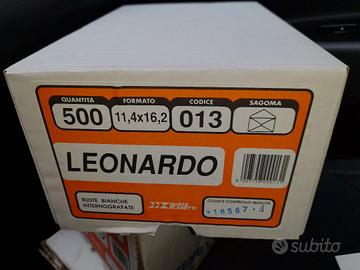 QUANTITÀ FORMATO CODICE SAGOMA
500 11,4x16,2 013
LEONARDO
BUSTE BIANCHE
INTERNOGRAFATE
CODICE CONTROLLO QUALITÀ
subito